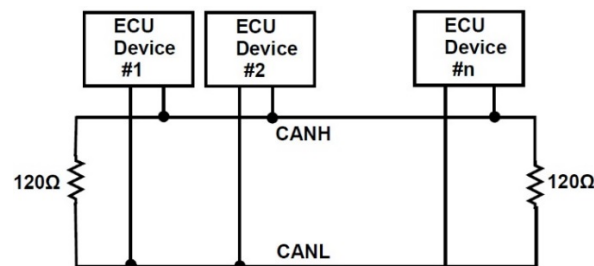 ECU
Device
#1
ECU
Device
#2
ECU
Device
#n
CANH
120Ω
120Ω
CANL